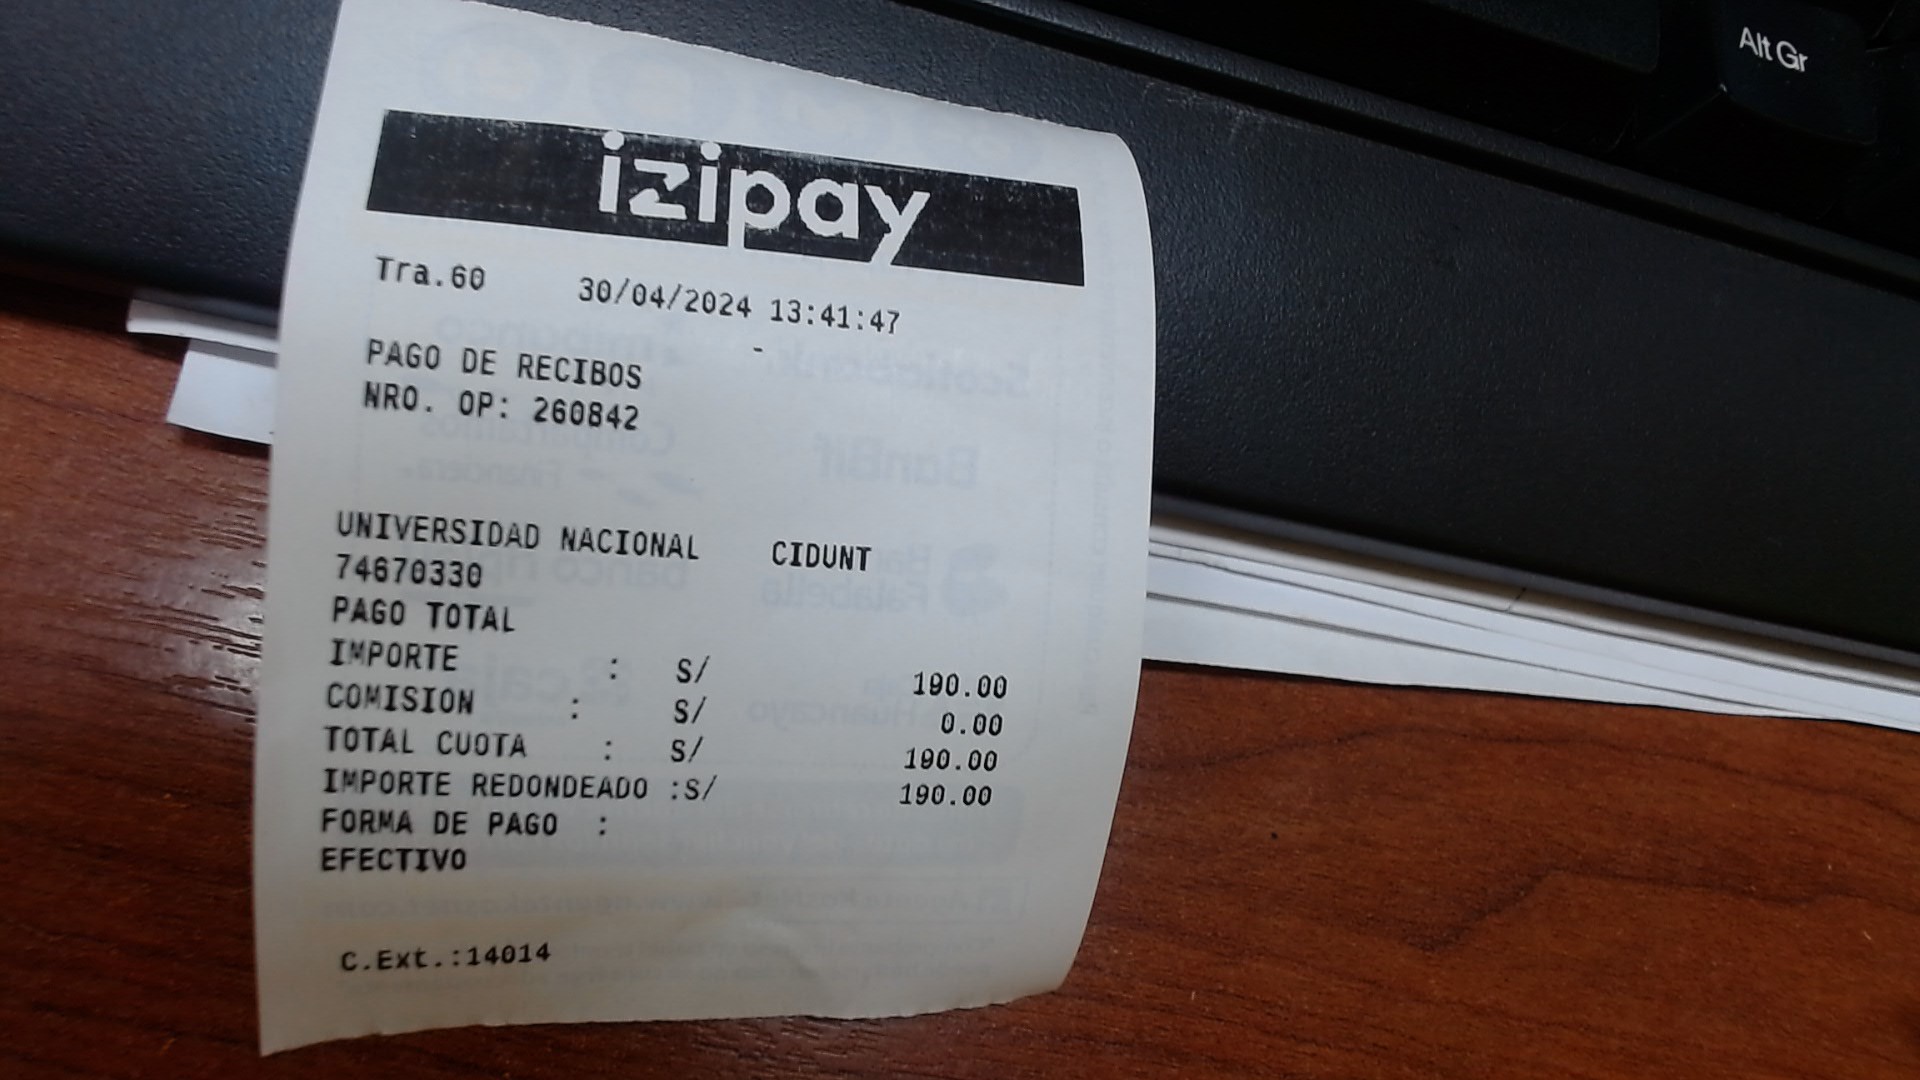 Alt Gr
izipay
Tra.60 30/04/2024 13:41:47
-
PAGO DE RECIBOS
NRO. OP: 260842
UNIVERSIDAD NACIONAL CIDUNT
74670330
PAGO TOTAL
IMPORTE : S/ 190.00
COMISION : S/ 0.00
TOTAL CUOTA : S/ 190.00
IMPORTE REDONDEADO :S/ 190.00
FORMA DE PAGO :
EFECTIVO
C.Ext.:14014